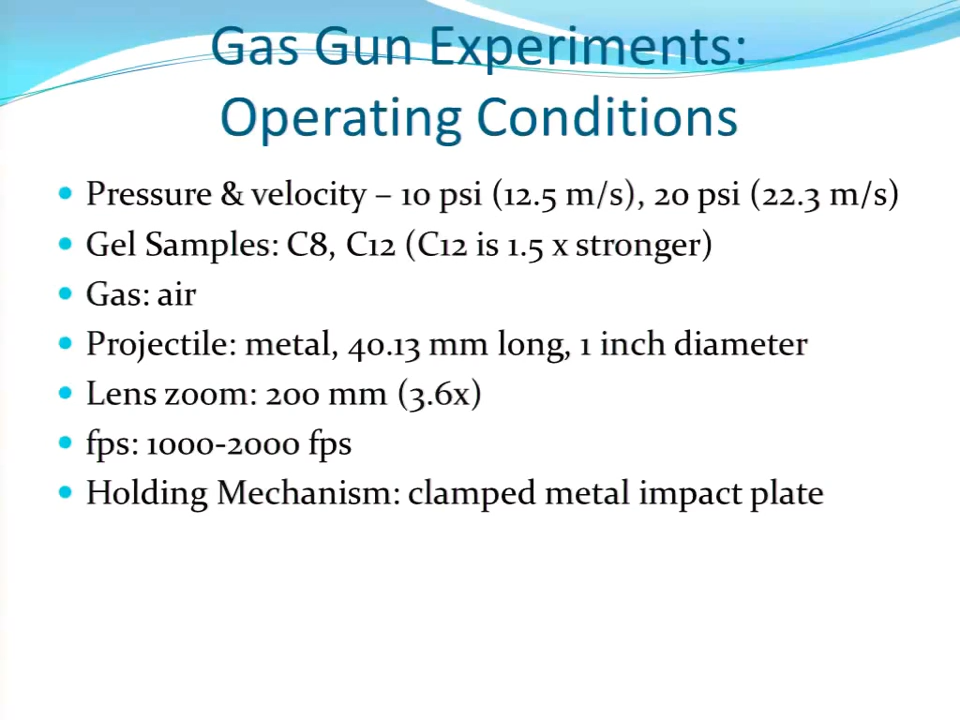 Gas Gun Experiments:
Operating Conditions
• Pressure & velocity – 10 psi (12.5 m/s), 20 psi (22.3 m/s)
• Gel Samples: C8, C12 (C12 is 1.5 x stronger)
• Gas: air
• Projectile: metal, 40.13 mm long, 1 inch diameter
• Lens zoom: 200 mm (3.6x)
• fps: 1000-2000 fps
• Holding Mechanism: clamped metal impact plate